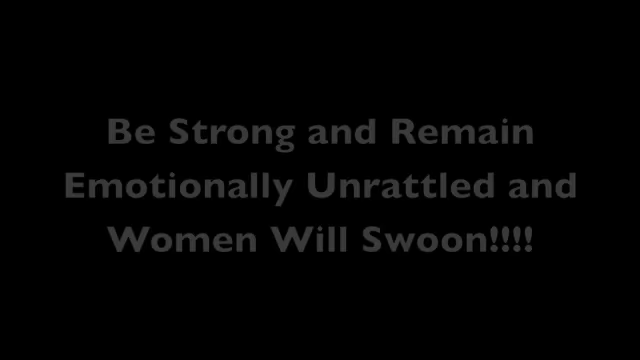 Be Strong and Remain
Emotionally Unrattled and
Women Will Swoon!!!!